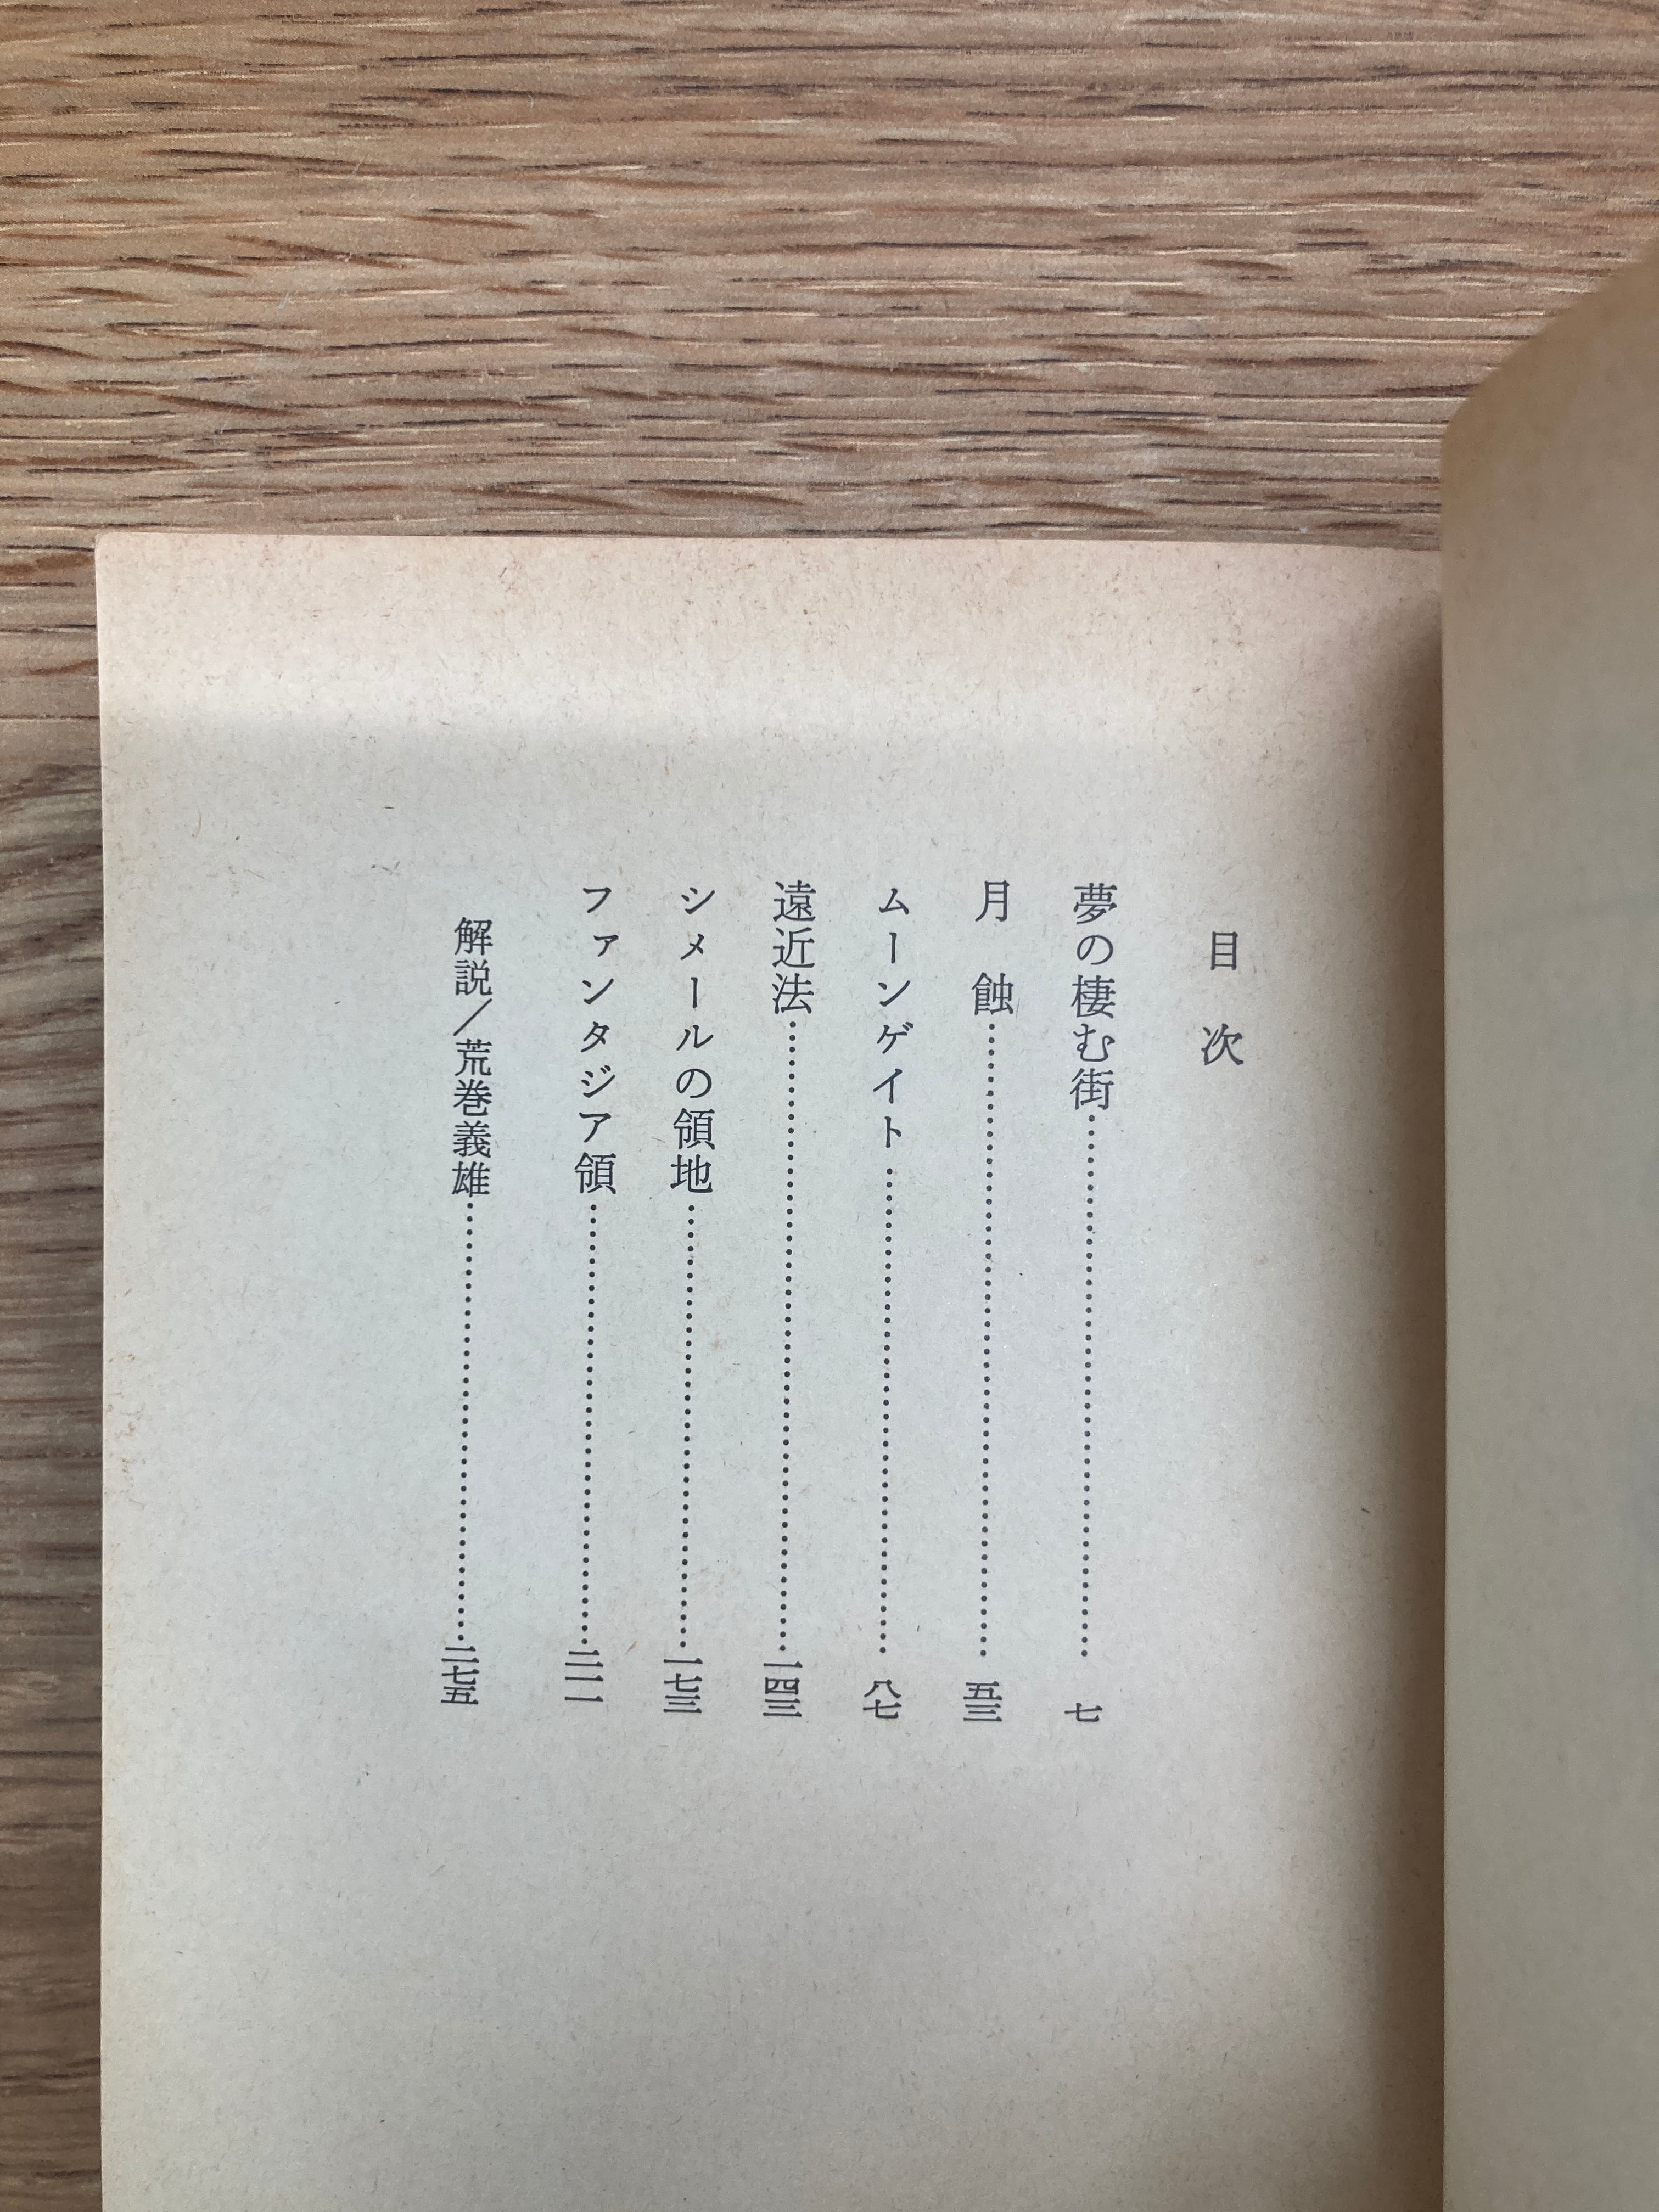 目次
夢の棲む街……………………七
月蝕……………………五三
ムーンゲイト……………………八七
遠近法……………………一四三
シメールの領地……………………一七三
ファンタジア領……………………二一一
解説／荒巻義雄……………………二七五